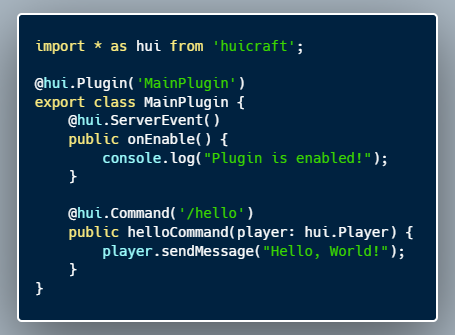 import * as hui from 'huicraft';

@hui.Plugin('MainPlugin')
export class MainPlugin {
    @hui.ServerEvent()
    public onEnable() {
        console.log("Plugin is enabled!");
    }

    @hui.Command('/hello')
    public helloCommand(player: hui.Player) {
        player.sendMessage("Hello, World!");
    }
}